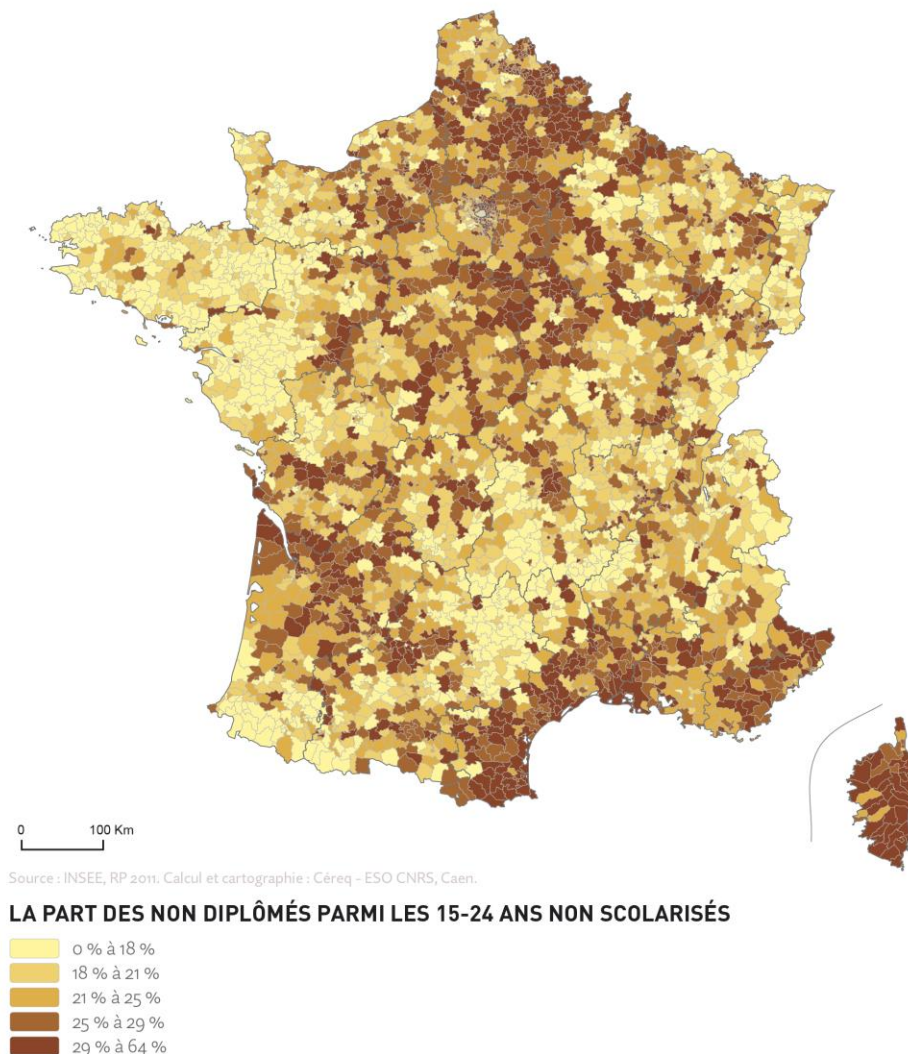 0 100 Km
Source : INSEE, RP 2011. Calcul et cartographie : Céreq - ESO CNRS, Caen.
LA PART DES NON DIPLÔMÉS PARMI LES 15-24 ANS NON SCOLARISÉS
0 % à 18 %
18 % à 21 %
21 % à 25 %
25 % à 29 %
29 % à 64 %